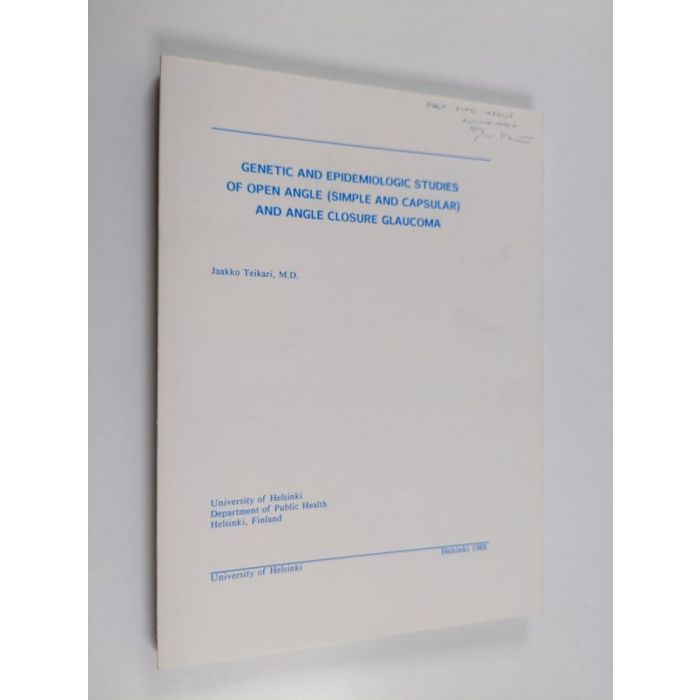 GENETIC AND EPIDEMIOLOGIC STUDIES
OF OPEN ANGLE (SIMPLE AND CAPSULAR)
AND ANGLE CLOSURE GLAUCOMA
Jaakko Teikari, M.D.
University of Helsinki
Department of Public Health
Helsinki, Finland
Helsinki 1988
University of Helsinki